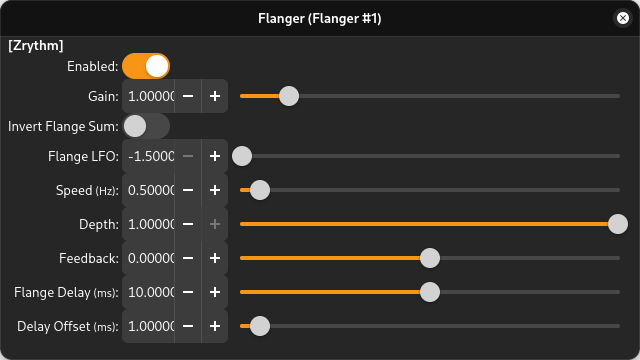 Flanger (Flanger #1)
[Zrythm]
Enabled:
Gain: 1.00000 − +
Invert Flange Sum:
Flange LFO: -1.5000 − +
Speed (Hz): 0.50000 − +
Depth: 1.00000 − +
Feedback: 0.00000 − +
Flange Delay (ms): 10.0000 − +
Delay Offset (ms): 1.00000 − +